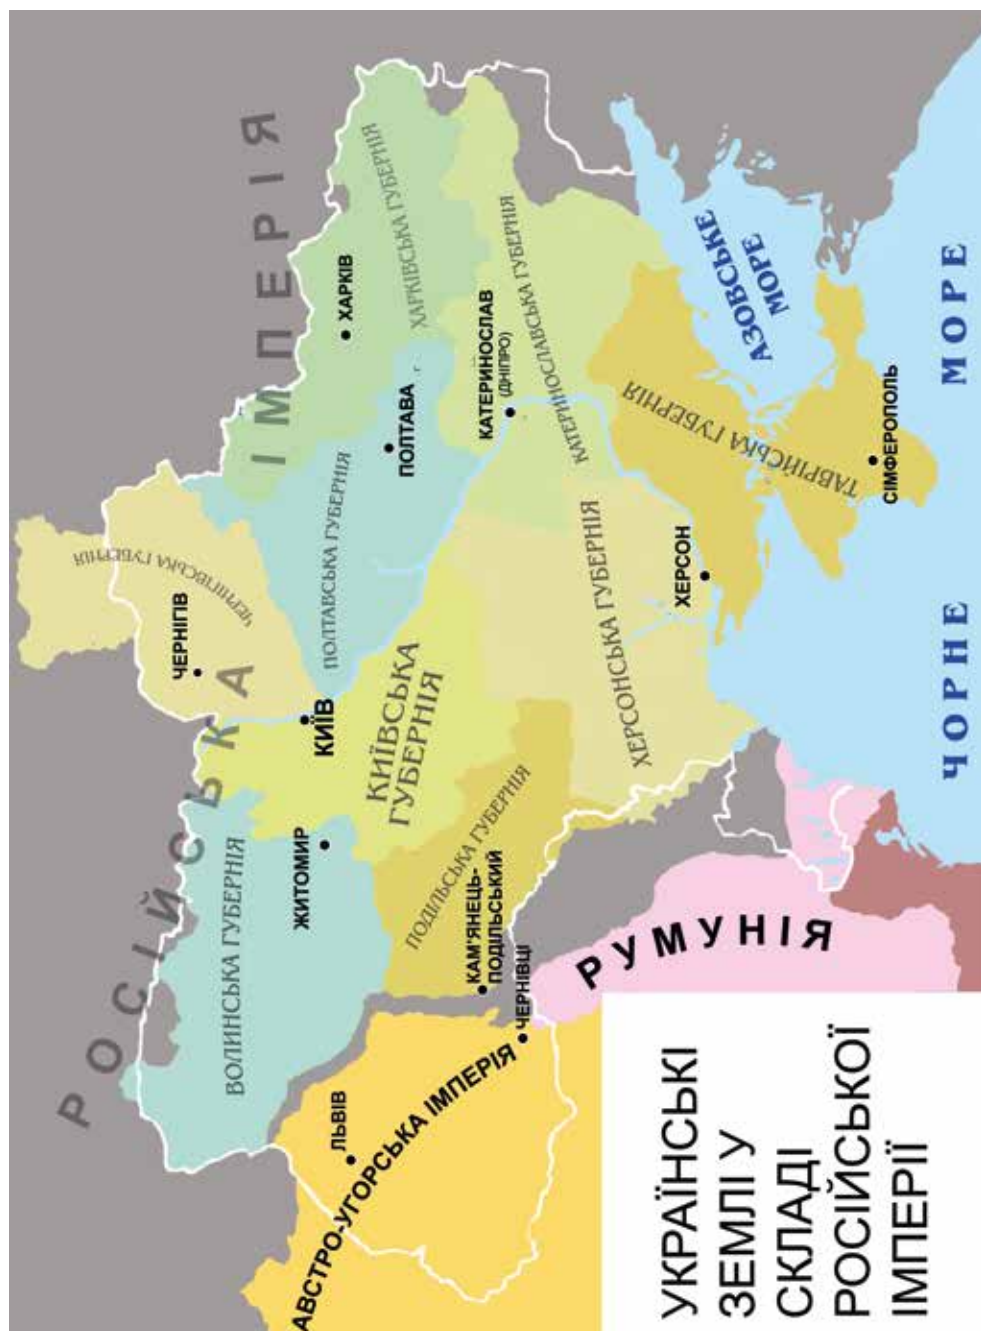 РОСІЙСЬКА
ІМПЕРІЯ
ЧЕРНІГІВСЬКА ГУБЕРНІЯ
ЧЕРНІГІВ
ВОЛИНСЬКА ГУБЕРНІЯ
ЖИТОМИР
КИЇВ
КИЇВСЬКА
ГУБЕРНІЯ
ПОЛТАВСЬКА ГУБЕРНІЯ
ПОЛТАВА
ХАРКІВ
ХАРКІВСЬКА ГУБЕРНІЯ
ЛЬВІВ
АВСТРО-УГОРСЬКА ІМПЕРІЯ
ЧЕРНІВЦІ
КАМ'ЯНЕЦЬ-
ПОДІЛЬСЬКИЙ
ПОДІЛЬСЬКА ГУБЕРНІЯ
КАТЕРИНОСЛАВ
(ДНІПРО)
КАТЕРИНОСЛАВСЬКА ГУБЕРНІЯ
ХЕРСОНСЬКА ГУБЕРНІЯ
ХЕРСОН
ТАВРІЙСЬКА ГУБЕРНІЯ
СІМФЕРОПОЛЬ
АЗОВСЬКЕ
МОРЕ
РУМУНІЯ
ЧОРНЕ МОРЕ
УКРАЇНСЬКІ
ЗЕМЛІ У
СКЛАДІ
РОСІЙСЬКОЇ
ІМПЕРІЇ